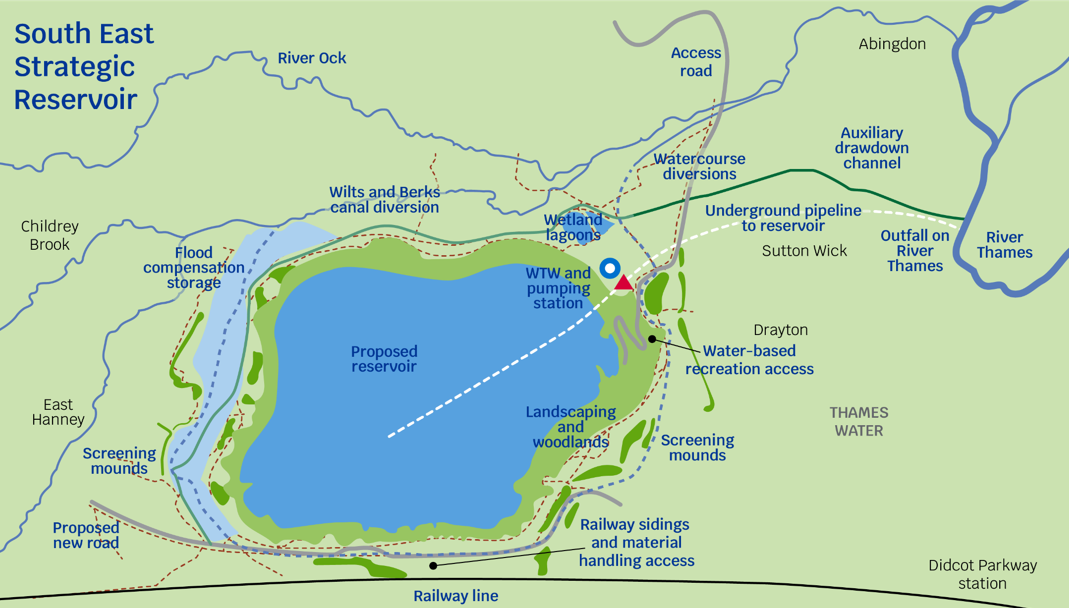 South East
Strategic
Reservoir
River Ock
Access
road
Abingdon
Auxiliary
drawdown
channel
Watercourse
diversions
Wilts and Berks
canal diversion
Underground pipeline
to reservoir
Wetland
lagoons
Childrey
Brook
Flood
compensation
storage
Sutton Wick
Outfall on
River
Thames
River
Thames
WTW and
pumping
station
Drayton
Proposed
reservoir
Water-based
recreation access
East
Hanney
Landscaping
and
woodlands
THAMES
WATER
Screening
mounds
Screening
mounds
Proposed
new road
Railway sidings
and material
handling access
Didcot Parkway
station
Railway line